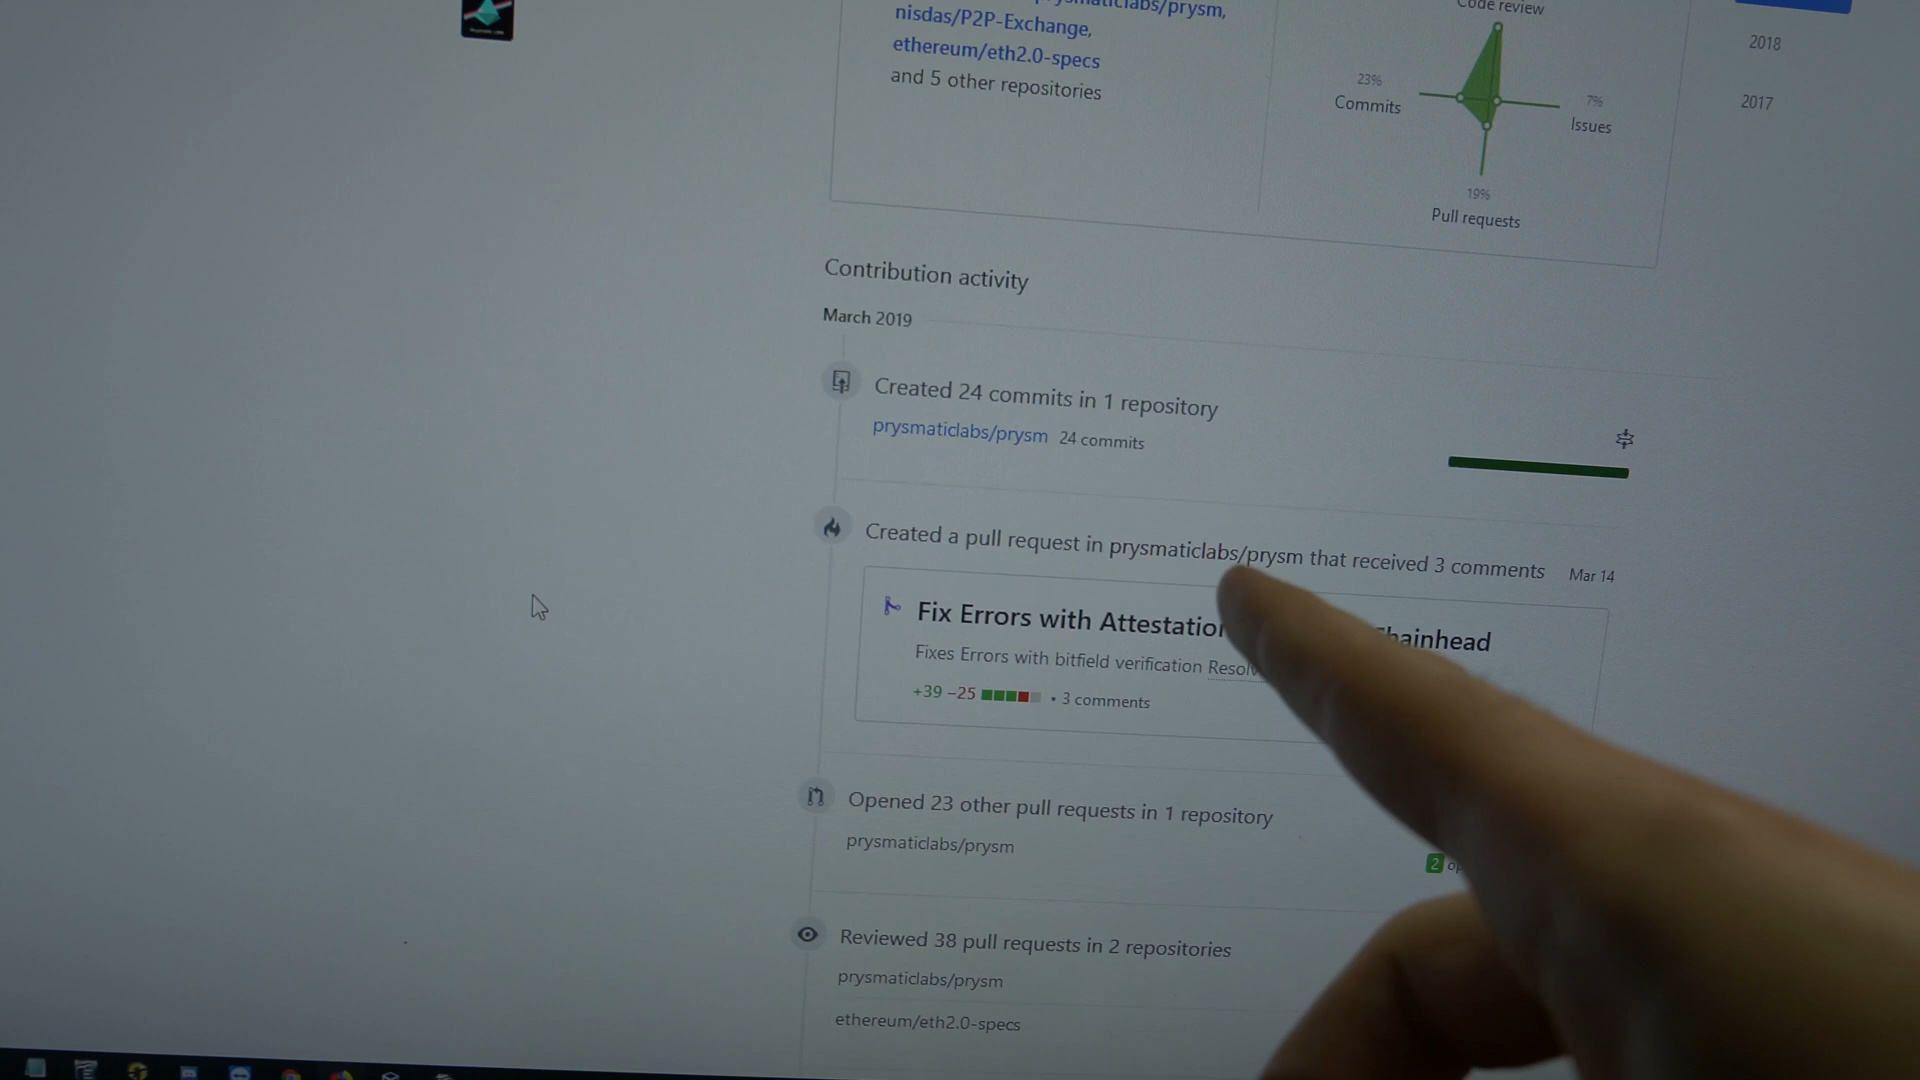 prysmaticlabs/prysm,
nisdas/P2P-Exchange,
ethereum/eth2.0-specs
and 5 other repositories
Code review
23%
Commits
7%
Issues
19%
Pull requests
2018
2017
Contribution activity
March 2019
Created 24 commits in 1 repository
prysmaticlabs/prysm 24 commits
Created a pull request in prysmaticlabs/prysm that received 3 comments Mar 14
Fix Errors with Attestation Chainhead
Fixes Errors with bitfield verification
+39 −25 • 3 comments
Opened 23 other pull requests in 1 repository
prysmaticlabs/prysm
2
Reviewed 38 pull requests in 2 repositories
prysmaticlabs/prysm
ethereum/eth2.0-specs